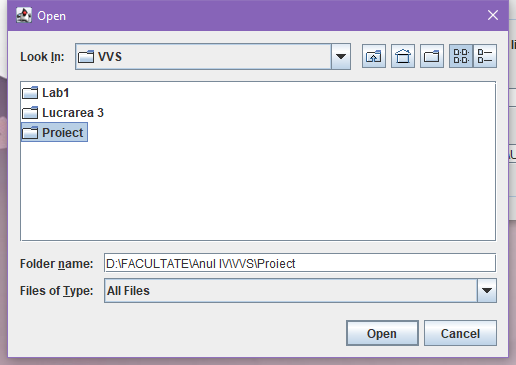 Open
Look In: VVS
Lab1
Lucrarea 3
Proiect
Folder name: D:\FACULTATE\Anul IV\VVS\Proiect
Files of Type: All Files
Open Cancel